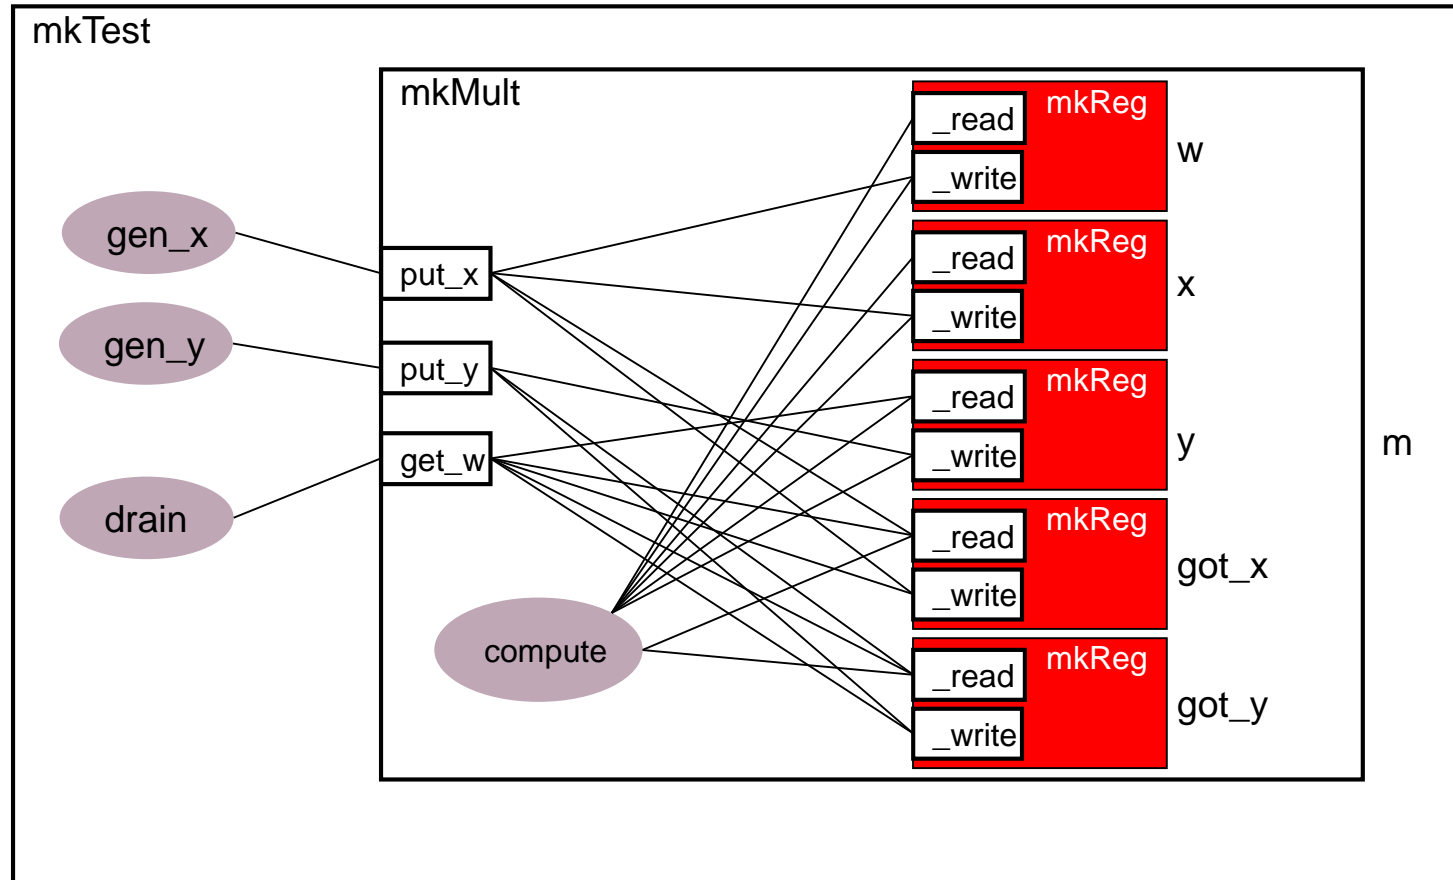 mkTest
mkMult
gen_x
gen_y
drain
put_x
put_y
get_w
compute
_read
mkReg
_write
w
_read
mkReg
_write
x
_read
mkReg
_write
y
_read
mkReg
_write
got_x
_read
mkReg
_write
got_y
m